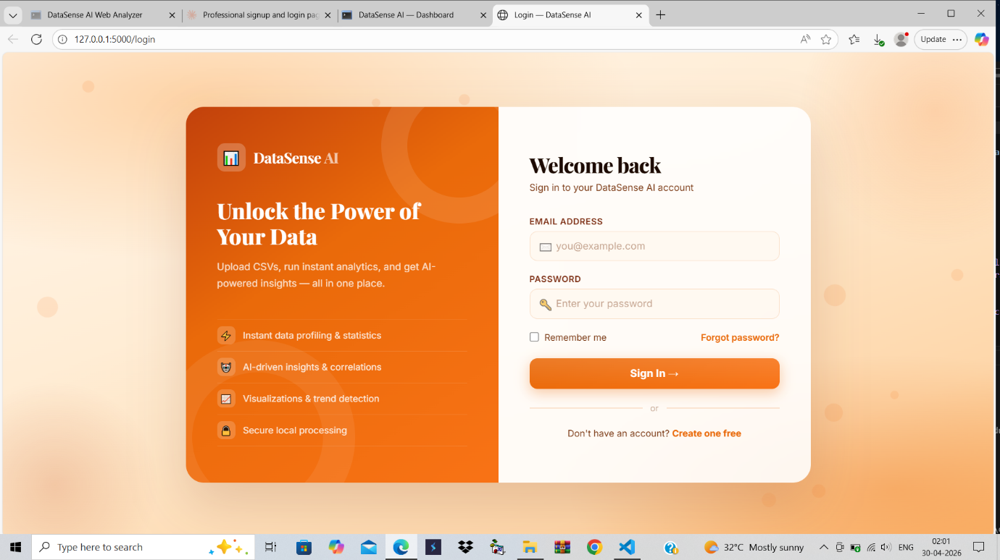 DataSense AI Web Analyzer
Professional signup and login pag
DataSense AI — Dashboard
Login — DataSense AI
127.0.0.1:5000/login
Update
DataSense AI
Unlock the Power of
Your Data
Upload CSVs, run instant analytics, and get AI-
powered insights — all in one place.
Instant data profiling & statistics
AI-driven insights & correlations
Visualizations & trend detection
Secure local processing
Welcome back
Sign in to your DataSense AI account
EMAIL ADDRESS
you@example.com
PASSWORD
Enter your password
Remember me
Forgot password?
Sign In →
or
Don't have an account? Create one free
Type here to search
32°C Mostly sunny
ENG
02:01
30-04-2026